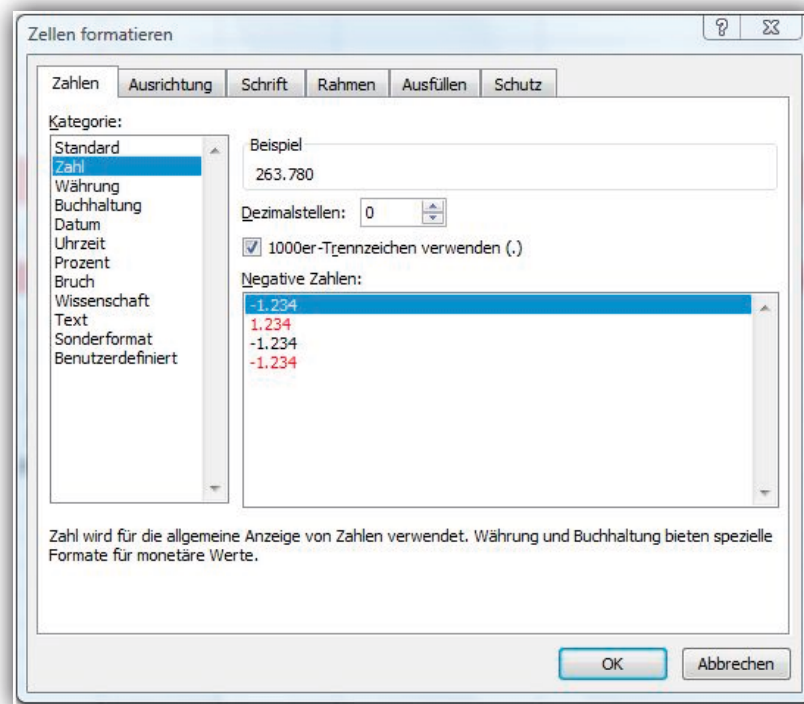 Zellen formatieren
Zahlen Ausrichtung Schrift Rahmen Ausfüllen Schutz
Kategorie:
Standard
Zahl
Währung
Buchhaltung
Datum
Uhrzeit
Prozent
Bruch
Wissenschaft
Text
Sonderformat
Benutzerdefiniert
Beispiel
263.780
Dezimalstellen: 0
1000er-Trennzeichen verwenden (.)
Negative Zahlen:
-1.234
1.234
-1.234
-1.234
Zahl wird für die allgemeine Anzeige von Zahlen verwendet. Währung und Buchhaltung bieten spezielle
Formate für monetäre Werte.
OK Abbrechen